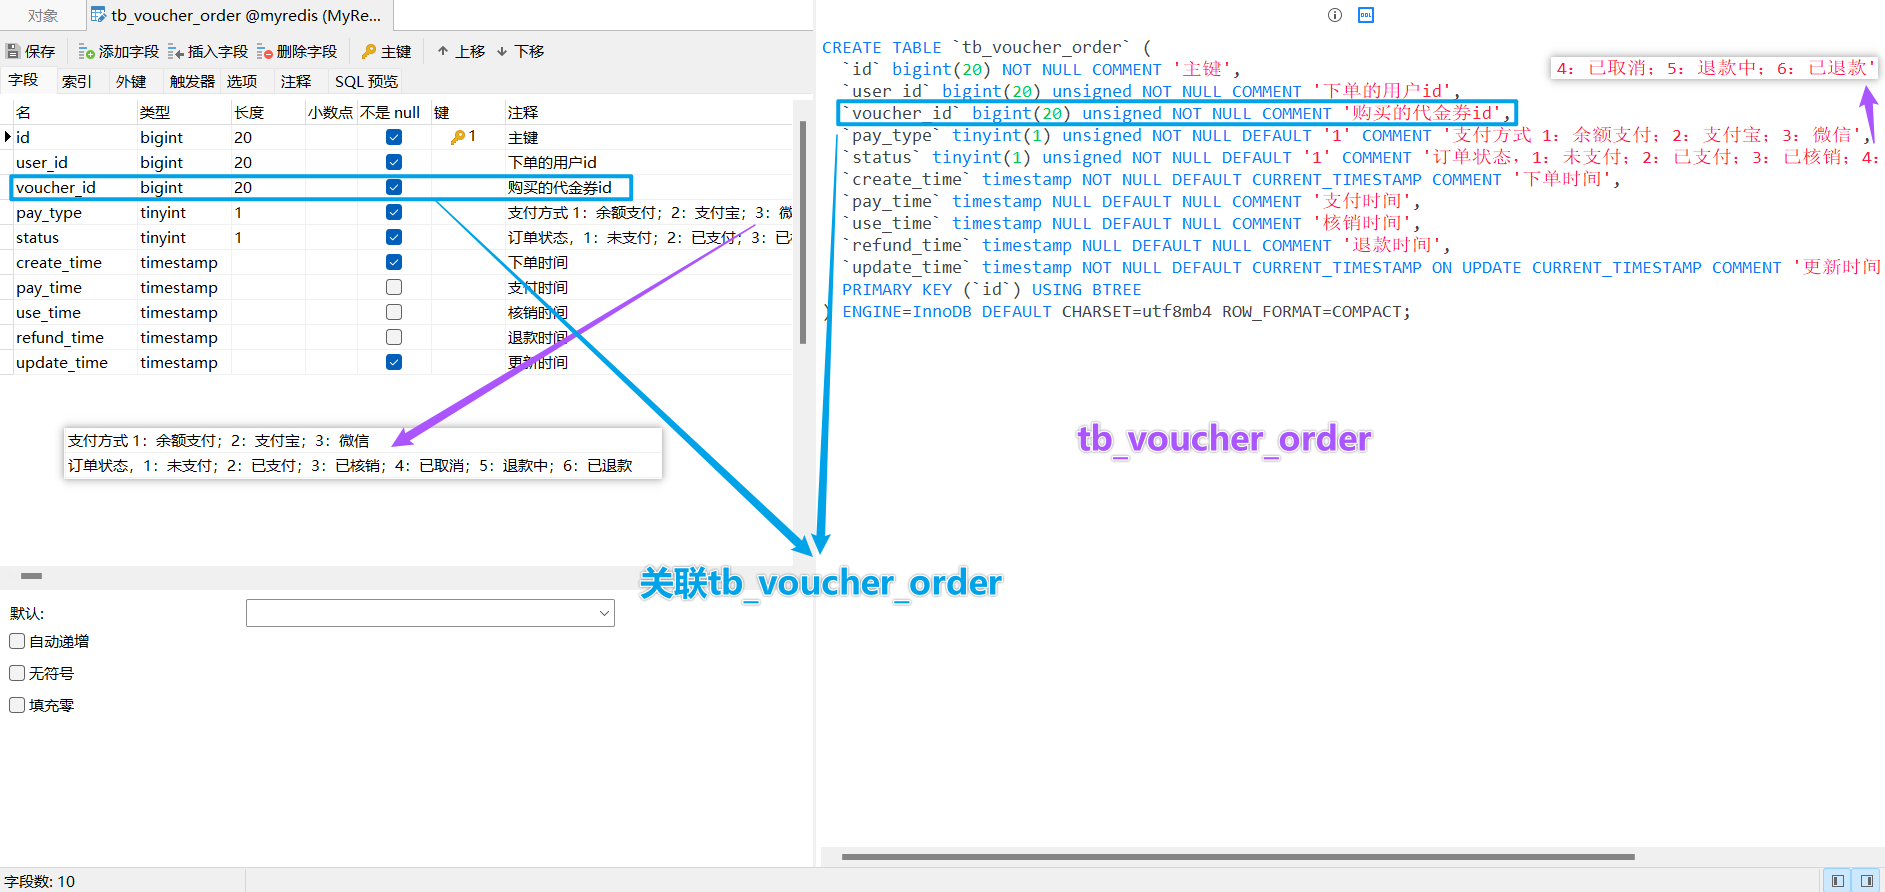 对象
tb_voucher_order @myredis (MyRe...
保存 添加字段 插入字段 删除字段 主键 上移 下移
字段 索引 外键 触发器 选项 注释 SQL 预览
名 类型 长度 小数点 不是 null 键 注释
id bigint 20 1 主键
user_id bigint 20 下单的用户id
voucher_id bigint 20 购买的代金券id
pay_type tinyint 1 支付方式 1：余额支付；2：支付宝；3：微
status tinyint 1 订单状态，1：未支付；2：已支付；3：已核
create_time timestamp 下单时间
pay_time timestamp 支付时间
use_time timestamp 核销时间
refund_time timestamp 退款时间
update_time timestamp 更新时间
支付方式 1：余额支付；2：支付宝；3：微信
订单状态，1：未支付；2：已支付；3：已核销；4：已取消；5：退款中；6：已退款
关联tb_voucher_order
默认:
自动递增
无符号
填充零
字段数: 10
DDL
CREATE TABLE `tb_voucher_order` (
`id` bigint(20) NOT NULL COMMENT '主键',
`user_id` bigint(20) unsigned NOT NULL COMMENT '下单的用户id',
`voucher_id` bigint(20) unsigned NOT NULL COMMENT '购买的代金券id',
`pay_type` tinyint(1) unsigned NOT NULL DEFAULT '1' COMMENT '支付方式 1：余额支付；2：支付宝；3：微信',
`status` tinyint(1) unsigned NOT NULL DEFAULT '1' COMMENT '订单状态，1：未支付；2：已支付；3：已核销；4：
4：已取消；5：退款中；6：已退款'
`create_time` timestamp NOT NULL DEFAULT CURRENT_TIMESTAMP COMMENT '下单时间',
`pay_time` timestamp NULL DEFAULT NULL COMMENT '支付时间',
`use_time` timestamp NULL DEFAULT NULL COMMENT '核销时间',
`refund_time` timestamp NULL DEFAULT NULL COMMENT '退款时间',
`update_time` timestamp NOT NULL DEFAULT CURRENT_TIMESTAMP ON UPDATE CURRENT_TIMESTAMP COMMENT '更新时间
PRIMARY KEY (`id`) USING BTREE
) ENGINE=InnoDB DEFAULT CHARSET=utf8mb4 ROW_FORMAT=COMPACT;
tb_voucher_order